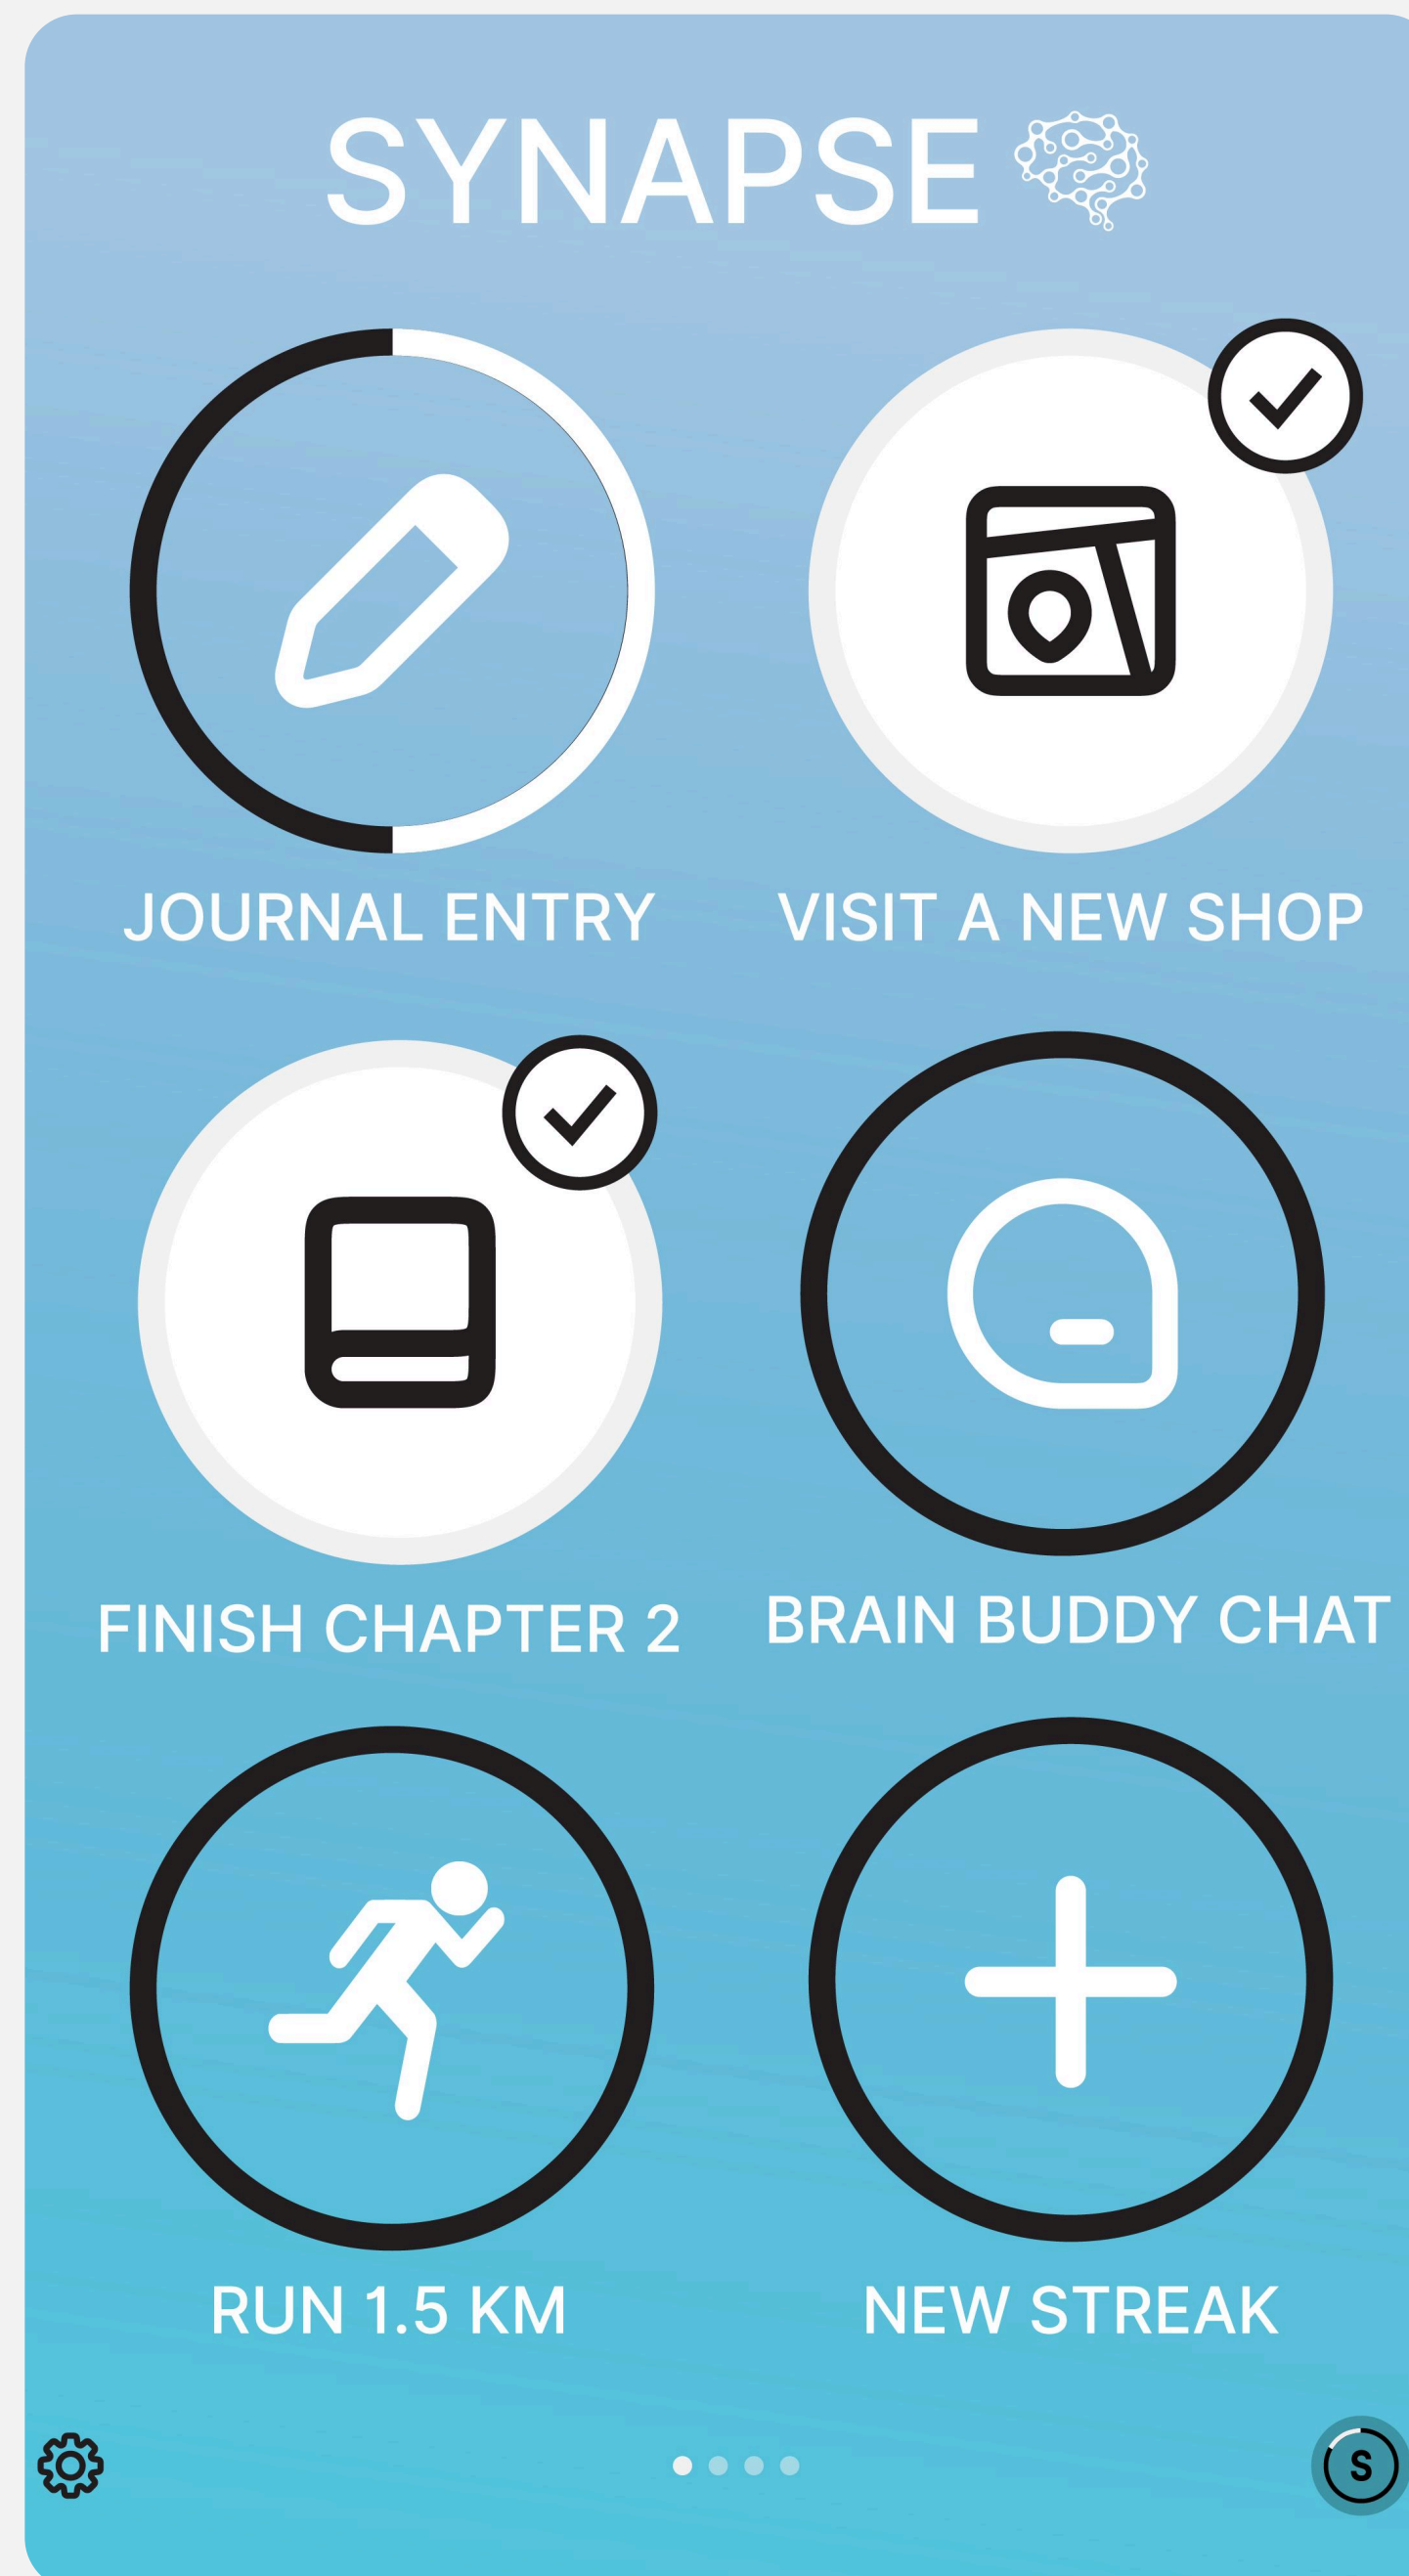 SYNAPSE
JOURNAL ENTRY
VISIT A NEW SHOP
FINISH CHAPTER 2
BRAIN BUDDY CHAT
RUN 1.5 KM
NEW STREAK
S